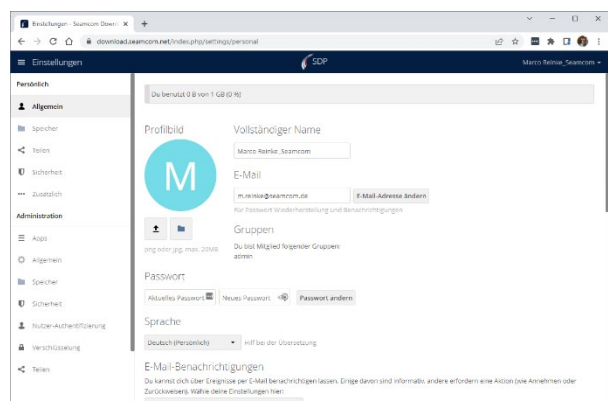 Einstellungen - Seamcom Down
download.seamcom.net/index.php/settings/personal
Einstellungen
SDP
Marco Reinke_Seamcom
Persönlich
Allgemein
Speicher
Teilen
Sicherheit
Zusätzlich
Administration
Apps
Allgemein
Speicher
Sicherheit
Nutzer-Authentifizierung
Verschlüsselung
Teilen
Du benutzt 0 B von 1 GB (0 %)
Profilbild
M
png oder jpg, max. 20MB
Vollständiger Name
Marco Reinke_Seamcom
E-Mail
m.reinke@seamcom.de
E-Mail-Adresse ändern
Für Passwort Wiederherstellung und Benachrichtigungen
Gruppen
Du bist Mitglied folgender Gruppen:
admin
Passwort
Aktuelles Passwort
Neues Passwort
Passwort ändern
Sprache
Deutsch (Persönlich)
Hilf bei der Übersetzung
E-Mail-Benachrichtigungen
Du kannst dich über Ereignisse per E-Mail benachrichtigen lassen. Einige davon sind informativ, andere erfordern eine Aktion (wie Annehmen oder
Zurückweisen). Wähle deine Einstellungen hier: